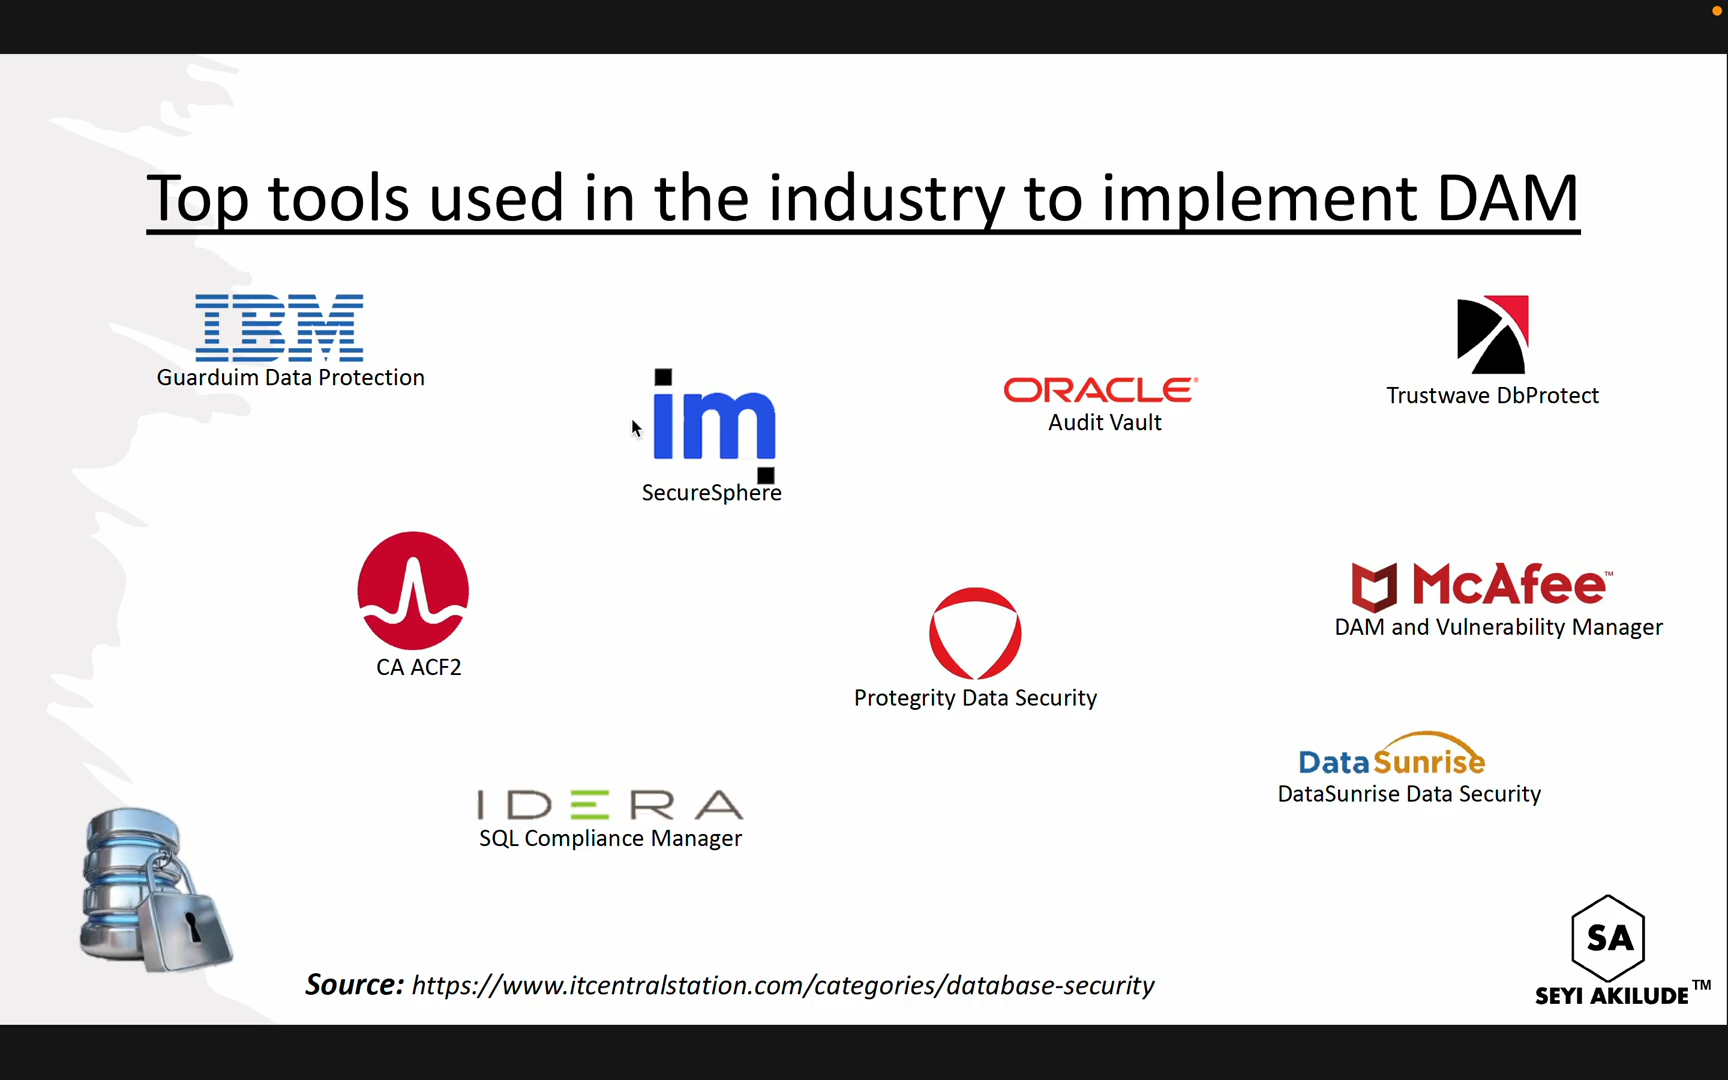 Top tools used in the industry to implement DAM
IBM
Guarduim Data Protection
im
SecureSphere
ORACLE®
Audit Vault
Trustwave DbProtect
CA ACF2
Protegrity Data Security
McAfee™
DAM and Vulnerability Manager
DataSunrise
DataSunrise Data Security
IDERA
SQL Compliance Manager
Source: https://www.itcentralstation.com/categories/database-security
SA
SEYI AKILUDE™